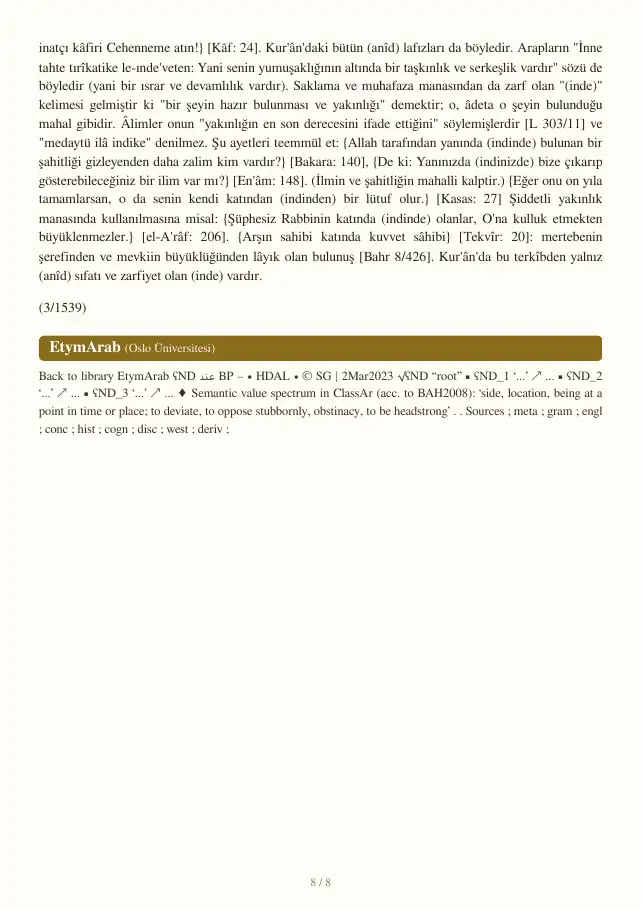 inatçı kâfiri Cehenneme atın!} [Kâf: 24]. Kur'ân'daki bütün (anîd) lafızları da böyledir. Arapların "İnne
tahte tırîkatike le-ınde'veten: Yani senin yumuşaklığının altında bir taşkınlık ve serkeşlik vardır" sözü de
böyledir (yani bir ısrar ve devamlılık vardır). Saklama ve muhafaza manasından da zarf olan "(inde)"
kelimesi gelmiştir ki "bir şeyin hazır bulunması ve yakınlığı" demektir; o, âdeta o şeyin bulunduğu
mahal gibidir. Âlimler onun "yakınlığın en son derecesini ifade ettiğini" söylemişlerdir [L 303/11] ve
"medaytü ilâ indike" denilmez. Şu ayetleri teemmül et: {Allah tarafından yanında (indinde) bulunan bir
şahitliği gizleyenden daha zalim kim vardır?} [Bakara: 140], {De ki: Yanınızda (indinizde) bize çıkarıp
gösterebileceğiniz bir ilim var mı?} [En'âm: 148]. (İlmin ve şahitliğin mahalli kalptir.) {Eğer onu on yıla
tamamlarsan, o da senin kendi katından (indinden) bir lütuf olur.} [Kasas: 27] Şiddetli yakınlık
manasında kullanılmasına misal: {Şüphesiz Rabbinin katında (indinde) olanlar, O'na kulluk etmekten
büyüklenmezler.} [el-A'râf: 206]. {Arşın sahibi katında kuvvet sâhibi} [Tekvîr: 20]: mertebenin
şerefinden ve mevkiin büyüklüğünden lâyık olan bulunuş [Bahr 8/426]. Kur'ân'da bu terkîbden yalnız
(anîd) sıfatı ve zarfiyet olan (inde) vardır.
(3/1539)
EtymArab (Oslo Üniversitesi)
Back to library EtymArab ʕND عند BP – • HDAL • © SG | 2Mar2023 √ʕND “root” ▪ ʕND_1 ‘...’ ↗ ... ▪ ʕND_2
‘...’ ↗ ... ▪ ʕND_3 ‘...’ ↗ ... ♦ Semantic value spectrum in ClassAr (acc. to BAH2008): ‘side, location, being at a
point in time or place; to deviate, to oppose stubbornly, obstinacy, to be headstrong’ . . Sources ; meta ; gram ; engl
; conc ; hist ; cogn ; disc ; west ; deriv ;
8 / 8